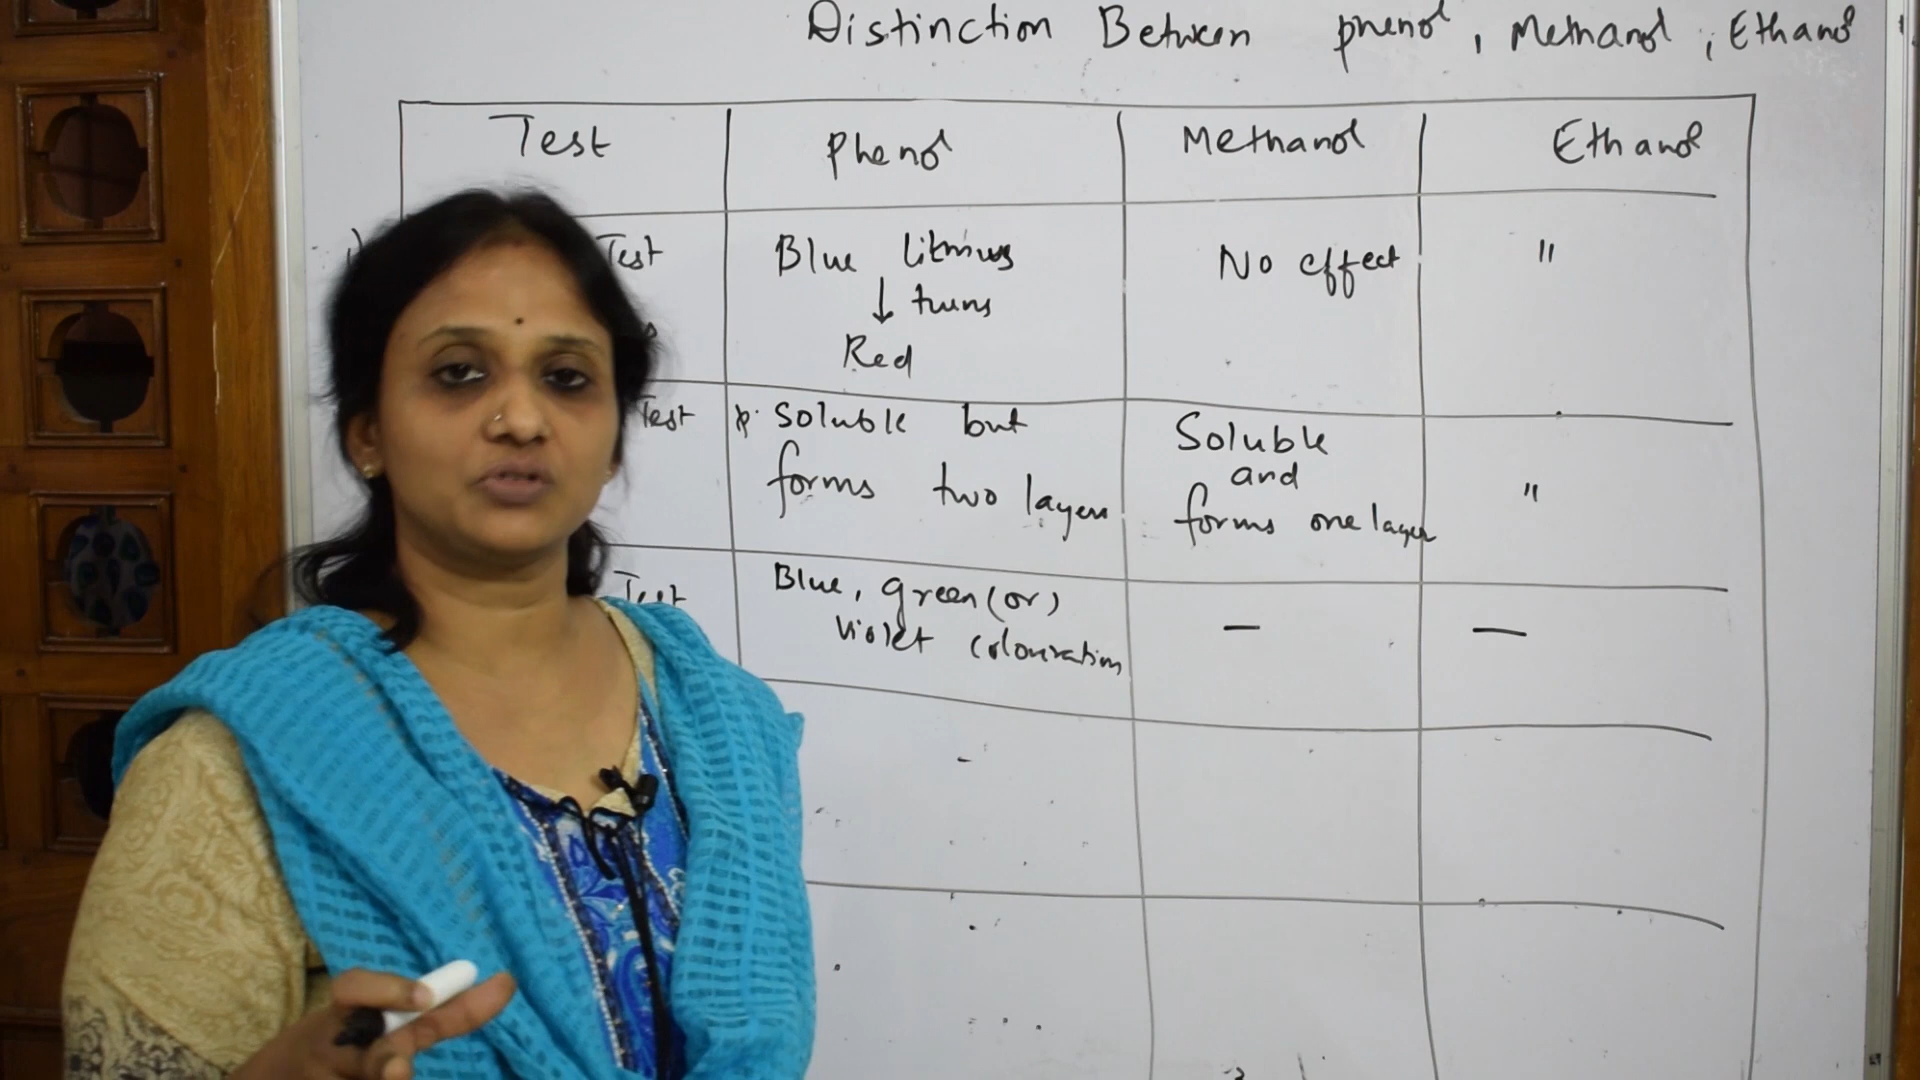 Distinction Between phenol, Methanol, Ethanol
Test Phenol Methanol Ethanol
1) Test Blue litmus No effect "
↓ turns
Red
Test Soluble but Soluble
forms two layers and "
forms one layer
Test Blue, green (or) — —
Violet colouration